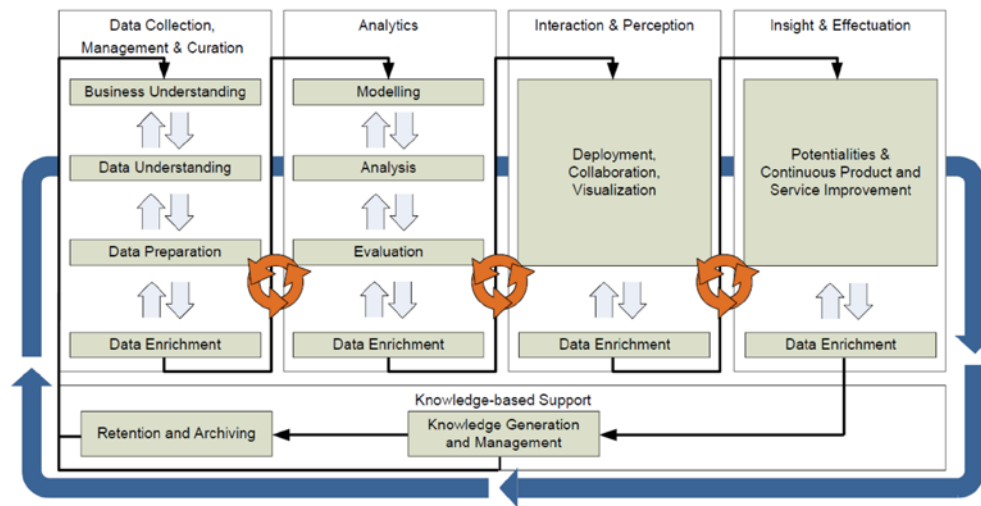 Data Collection,
Management & Curation
Business Understanding
Data Understanding
Data Preparation
Data Enrichment
Analytics
Modelling
Analysis
Evaluation
Data Enrichment
Interaction & Perception
Deployment,
Collaboration,
Visualization
Data Enrichment
Insight & Effectuation
Potentialities &
Continuous Product and
Service Improvement
Data Enrichment
Knowledge-based Support
Retention and Archiving
Knowledge Generation
and Management